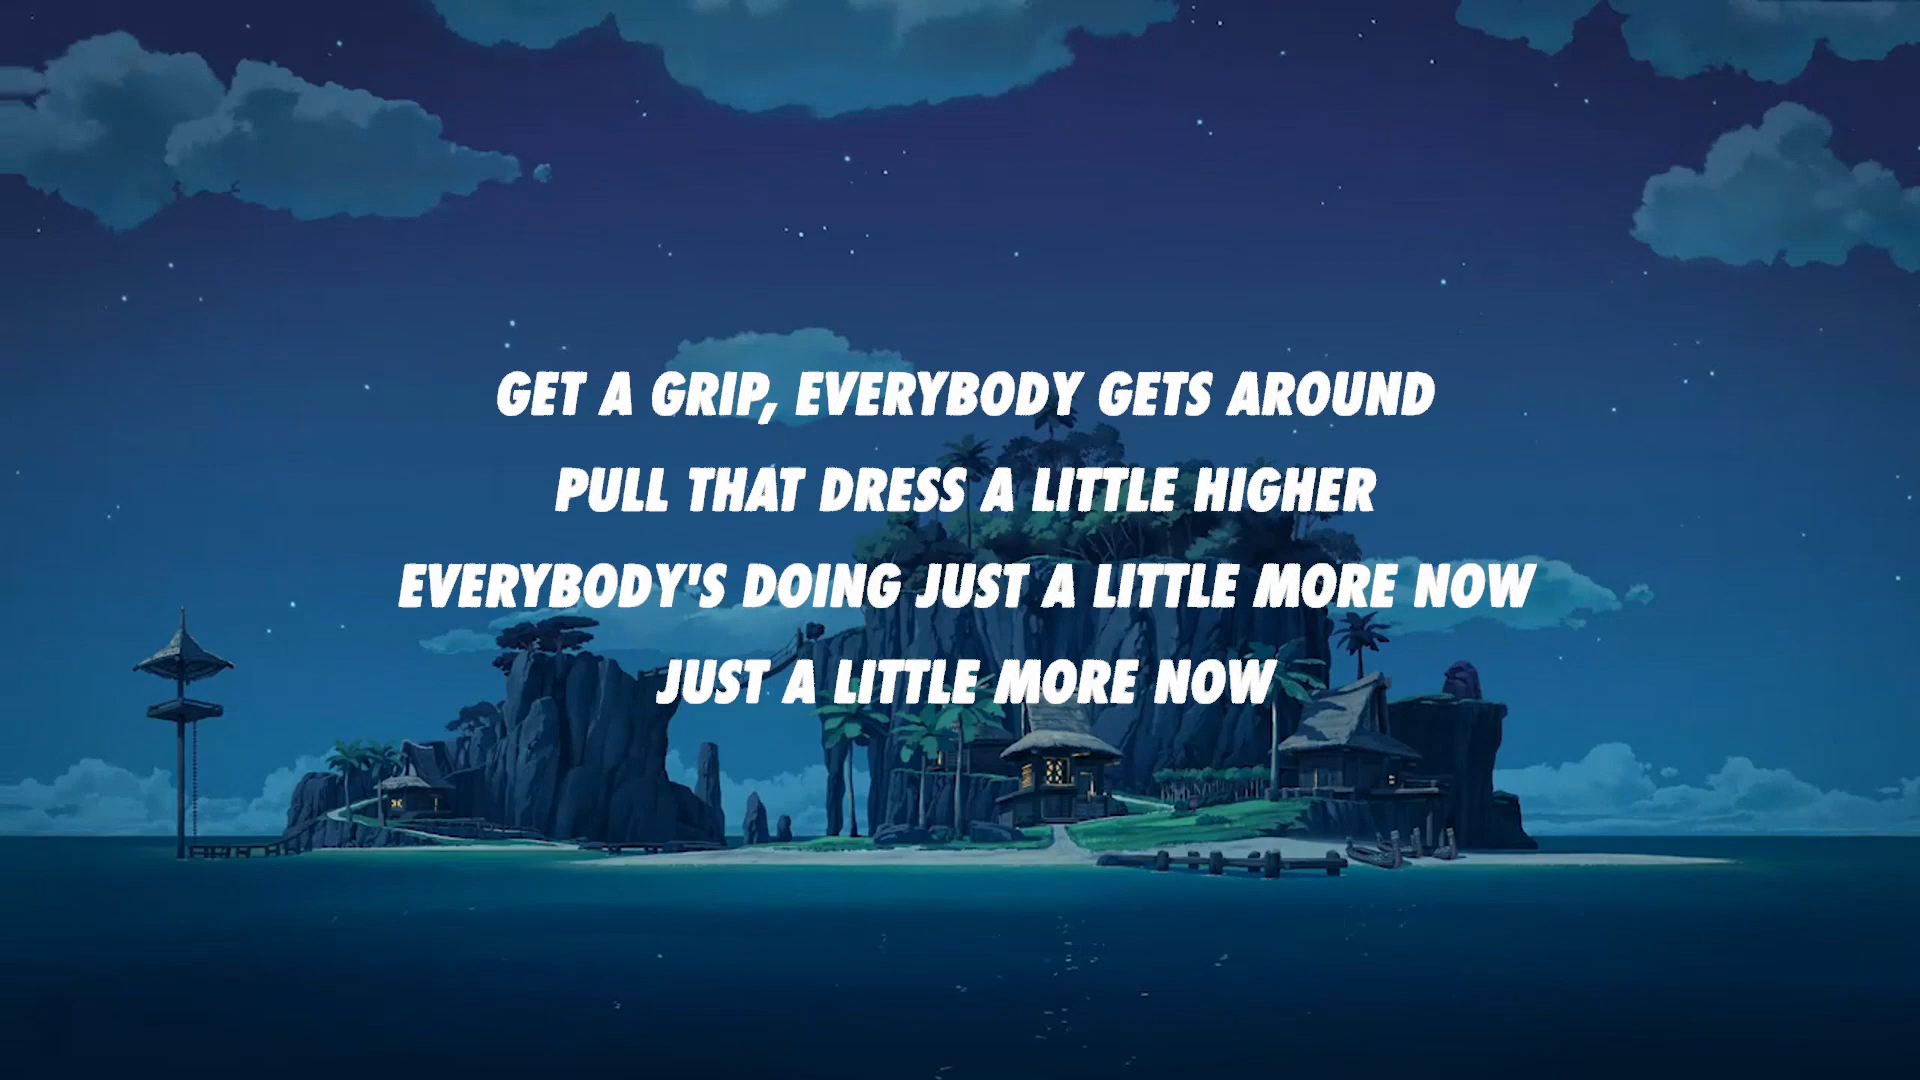 GET A GRIP, EVERYBODY GETS AROUND
PULL THAT DRESS A LITTLE HIGHER
EVERYBODY'S DOING JUST A LITTLE MORE NOW
JUST A LITTLE MORE NOW